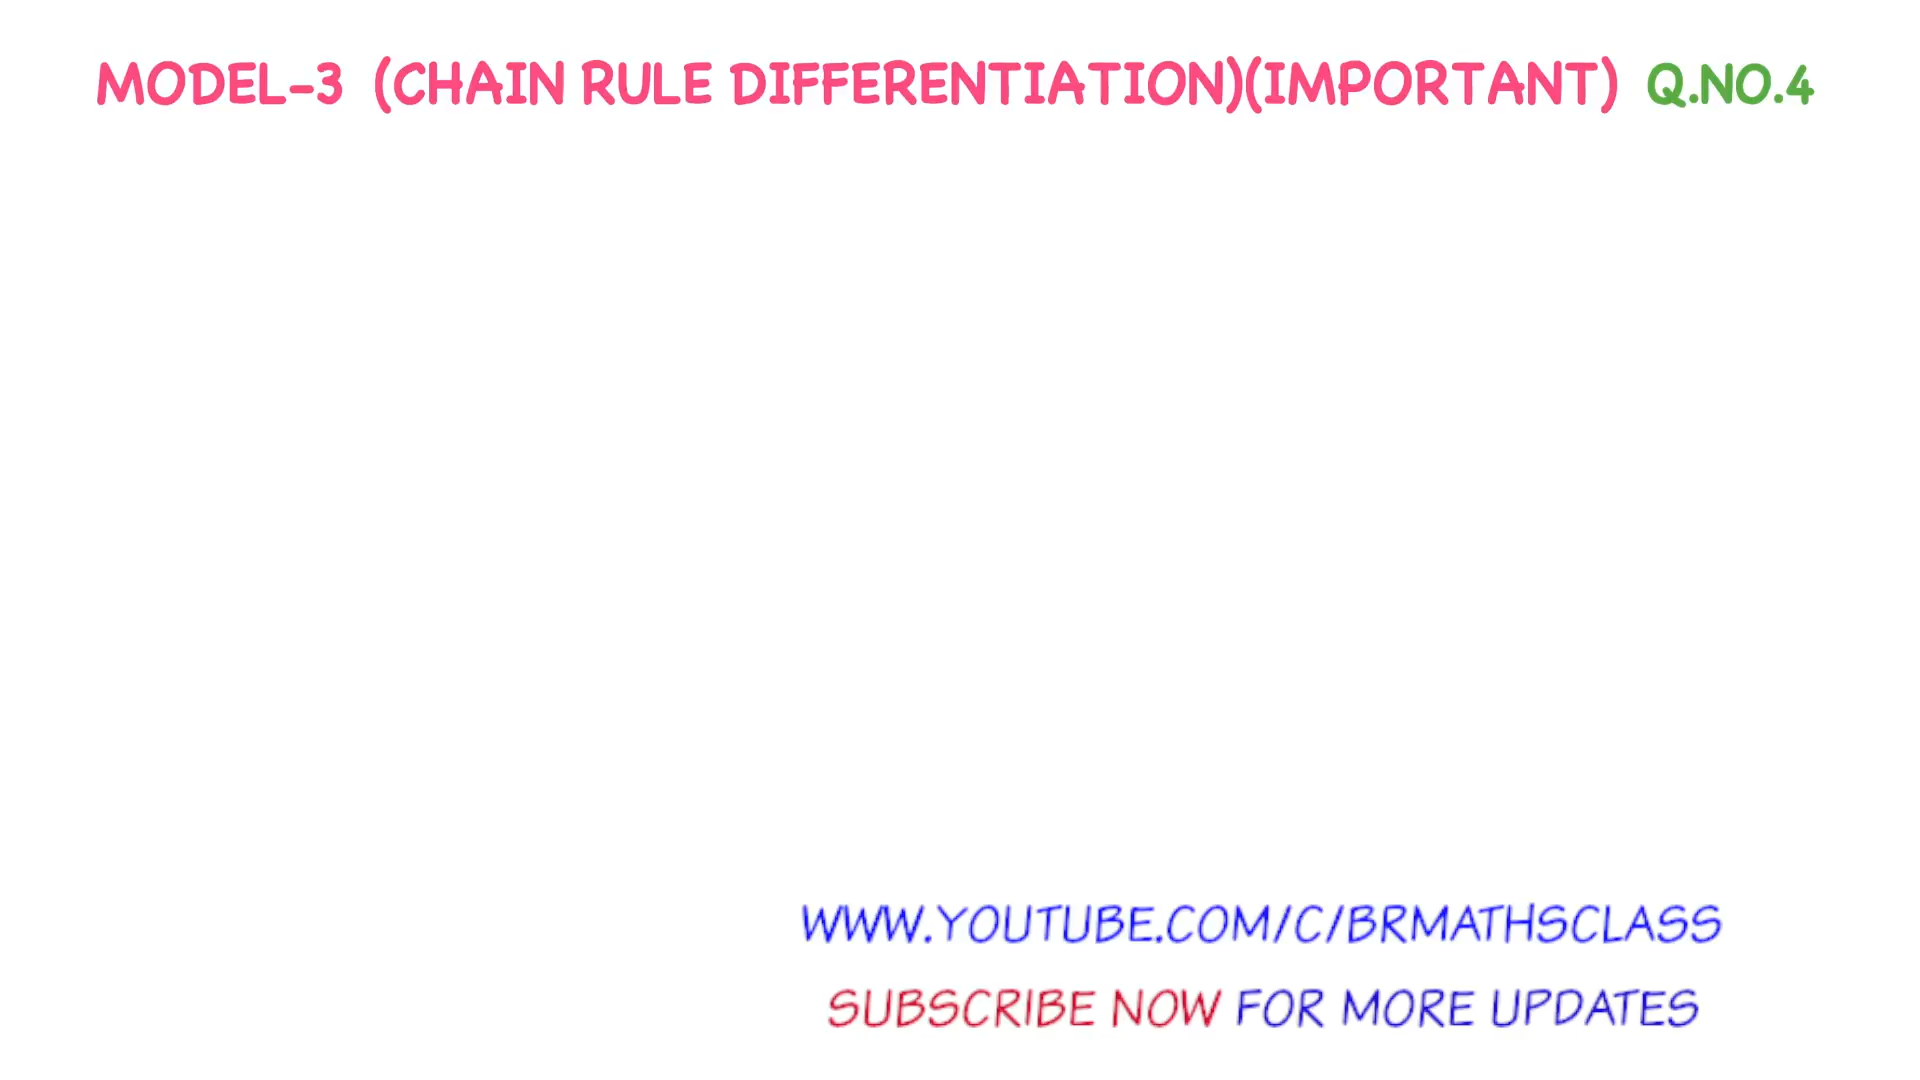 MODEL-3 (CHAIN RULE DIFFERENTIATION)(IMPORTANT) Q.NO.4
WWW.YOUTUBE.COM/C/BRMATHSCLASS
SUBSCRIBE NOW FOR MORE UPDATES